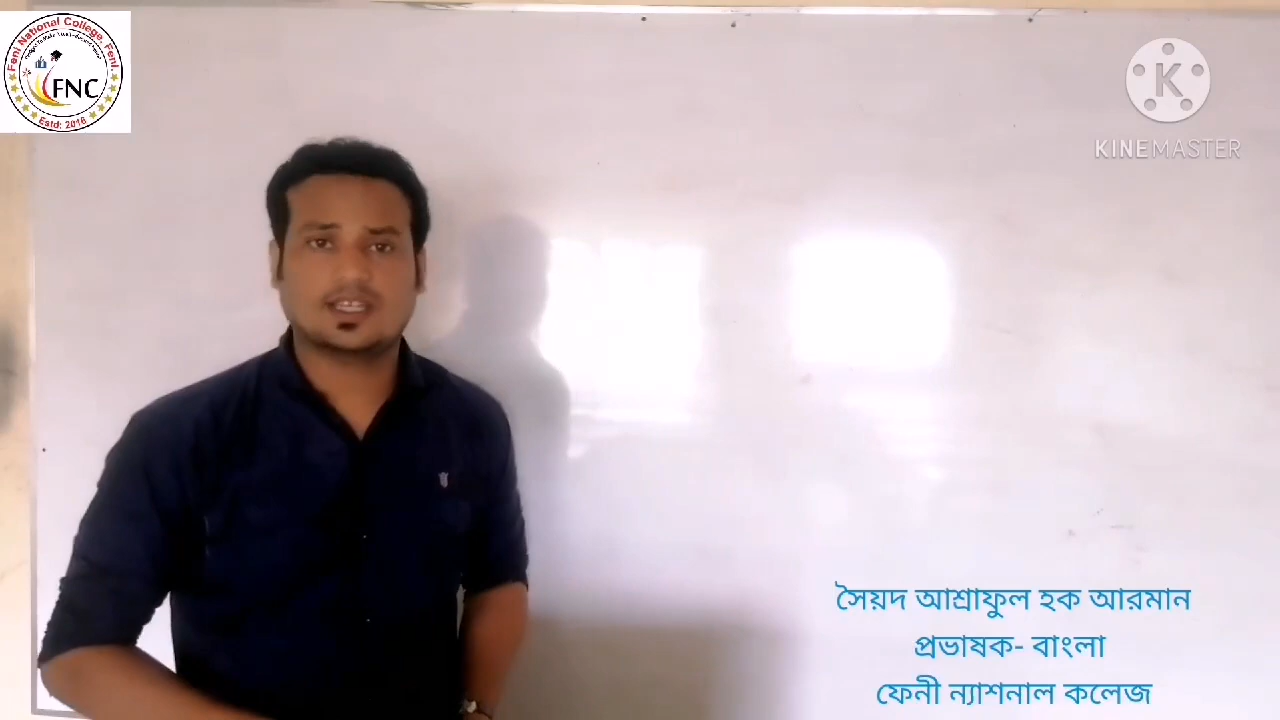 Feni National College, Feni.
FNC
Estd: 2016
K
KINEMASTER
সৈয়দ আশ্রাফুল হক আরমান
প্রভাষক- বাংলা
ফেনী ন্যাশনাল কলেজ